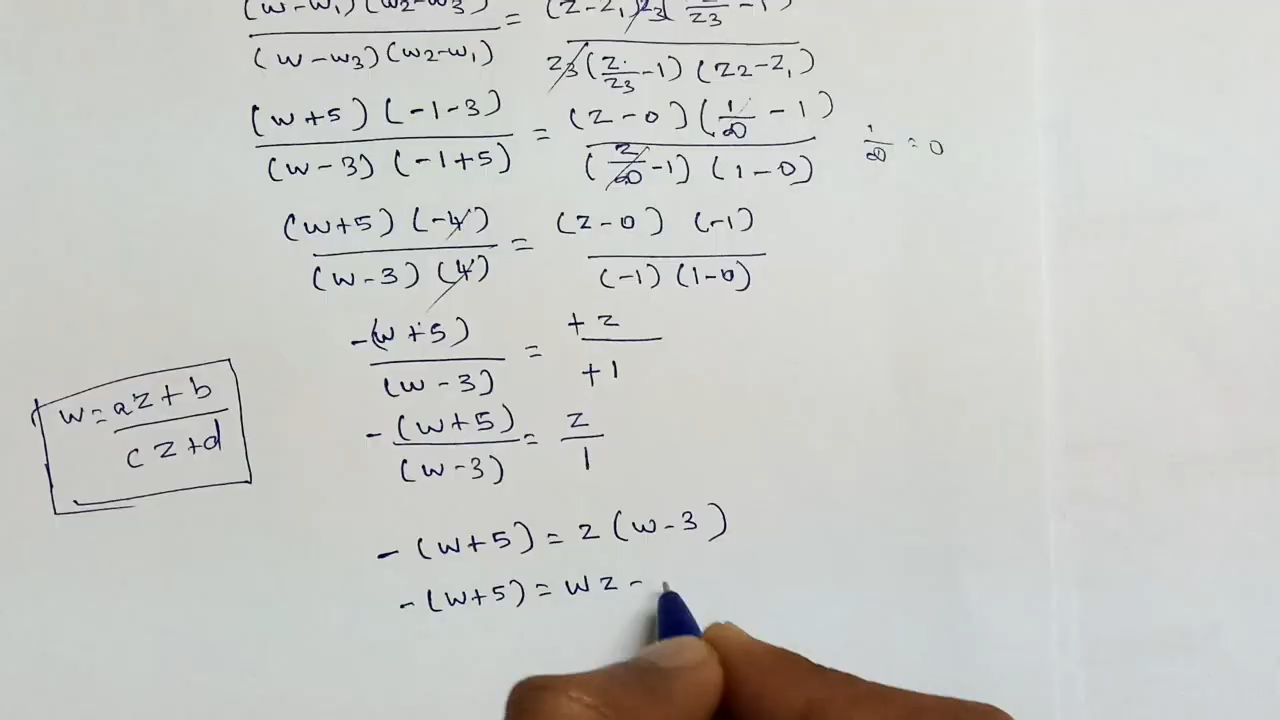 (w-w1)(w2-w3) = (z-z1) z3 ( /z3 -1)
(w-w3)(w2-w1) z3(z/z3 -1)(z2-z1)
(w+5)(-1-3) = (z-0)(1/∞ -1)
(w-3)(-1+5) (z/∞ -1)(1-0) 1/∞ = 0
(w+5)(-4) = (z-0) (-1)
(w-3)(4) (-1)(1-0)
-(w+5) = +z
(w-3) +1
w = az+b
cz+d
-(w+5) = z
(w-3) 1
-(w+5) = z(w-3)
-(w+5) = wz -